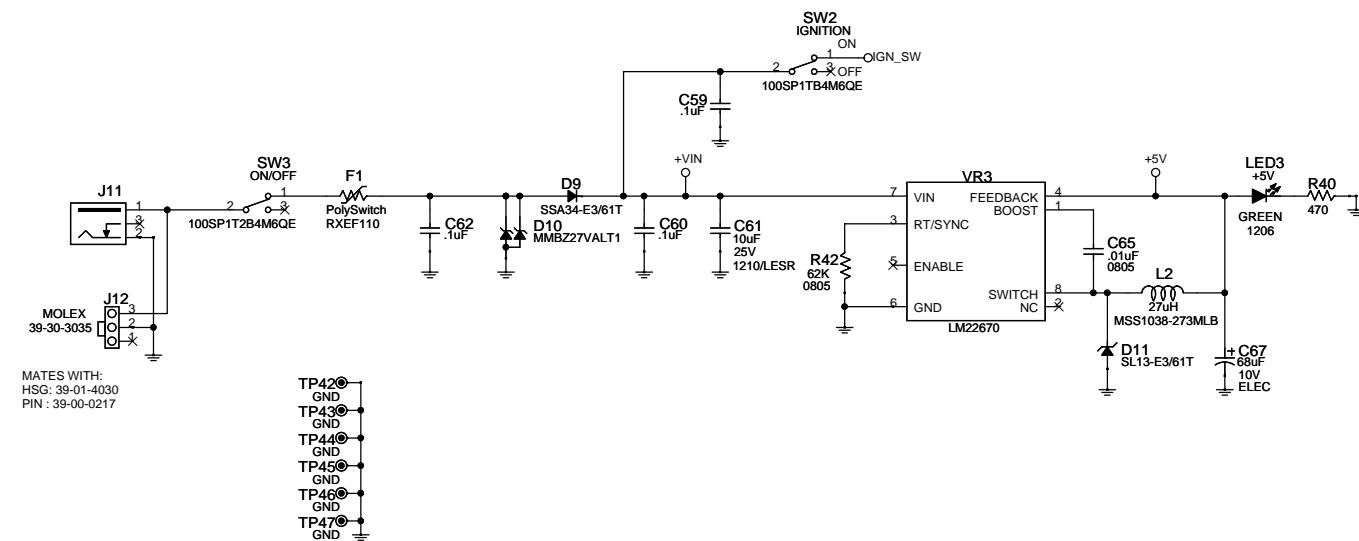 SW2
IGNITION
ON
1
IGN_SW
2
3
OFF
100SP1TB4M6QE
C59
.1uF
SW3
ON/OFF
F1
+VIN
+5V
LED3
+5V
J11
1
3
2
2
1
3
100SP1T2B4M6QE
PolySwitch
RXEF110
D9
SSA34-E3/61T
C62
.1uF
D10
MMBZ27VALT1
C60
.1uF
C61
10uF
25V
1210/LESR
VR3
7
VIN
FEEDBACK
4
BOOST
1
3
RT/SYNC
5
ENABLE
SWITCH
8
6
GND
NC
2
LM22670
R42
62K
0805
GREEN
1206
R40
470
C65
.01uF
0805
L2
27uH
MSS1038-273MLB
D11
SL13-E3/61T
+
C67
68uF
10V
ELEC
J12
MOLEX
39-30-3035
3
2
1
MATES WITH:
HSG: 39-01-4030
PIN : 39-00-0217
TP42
GND
TP43
GND
TP44
GND
TP45
GND
TP46
GND
TP47
GND